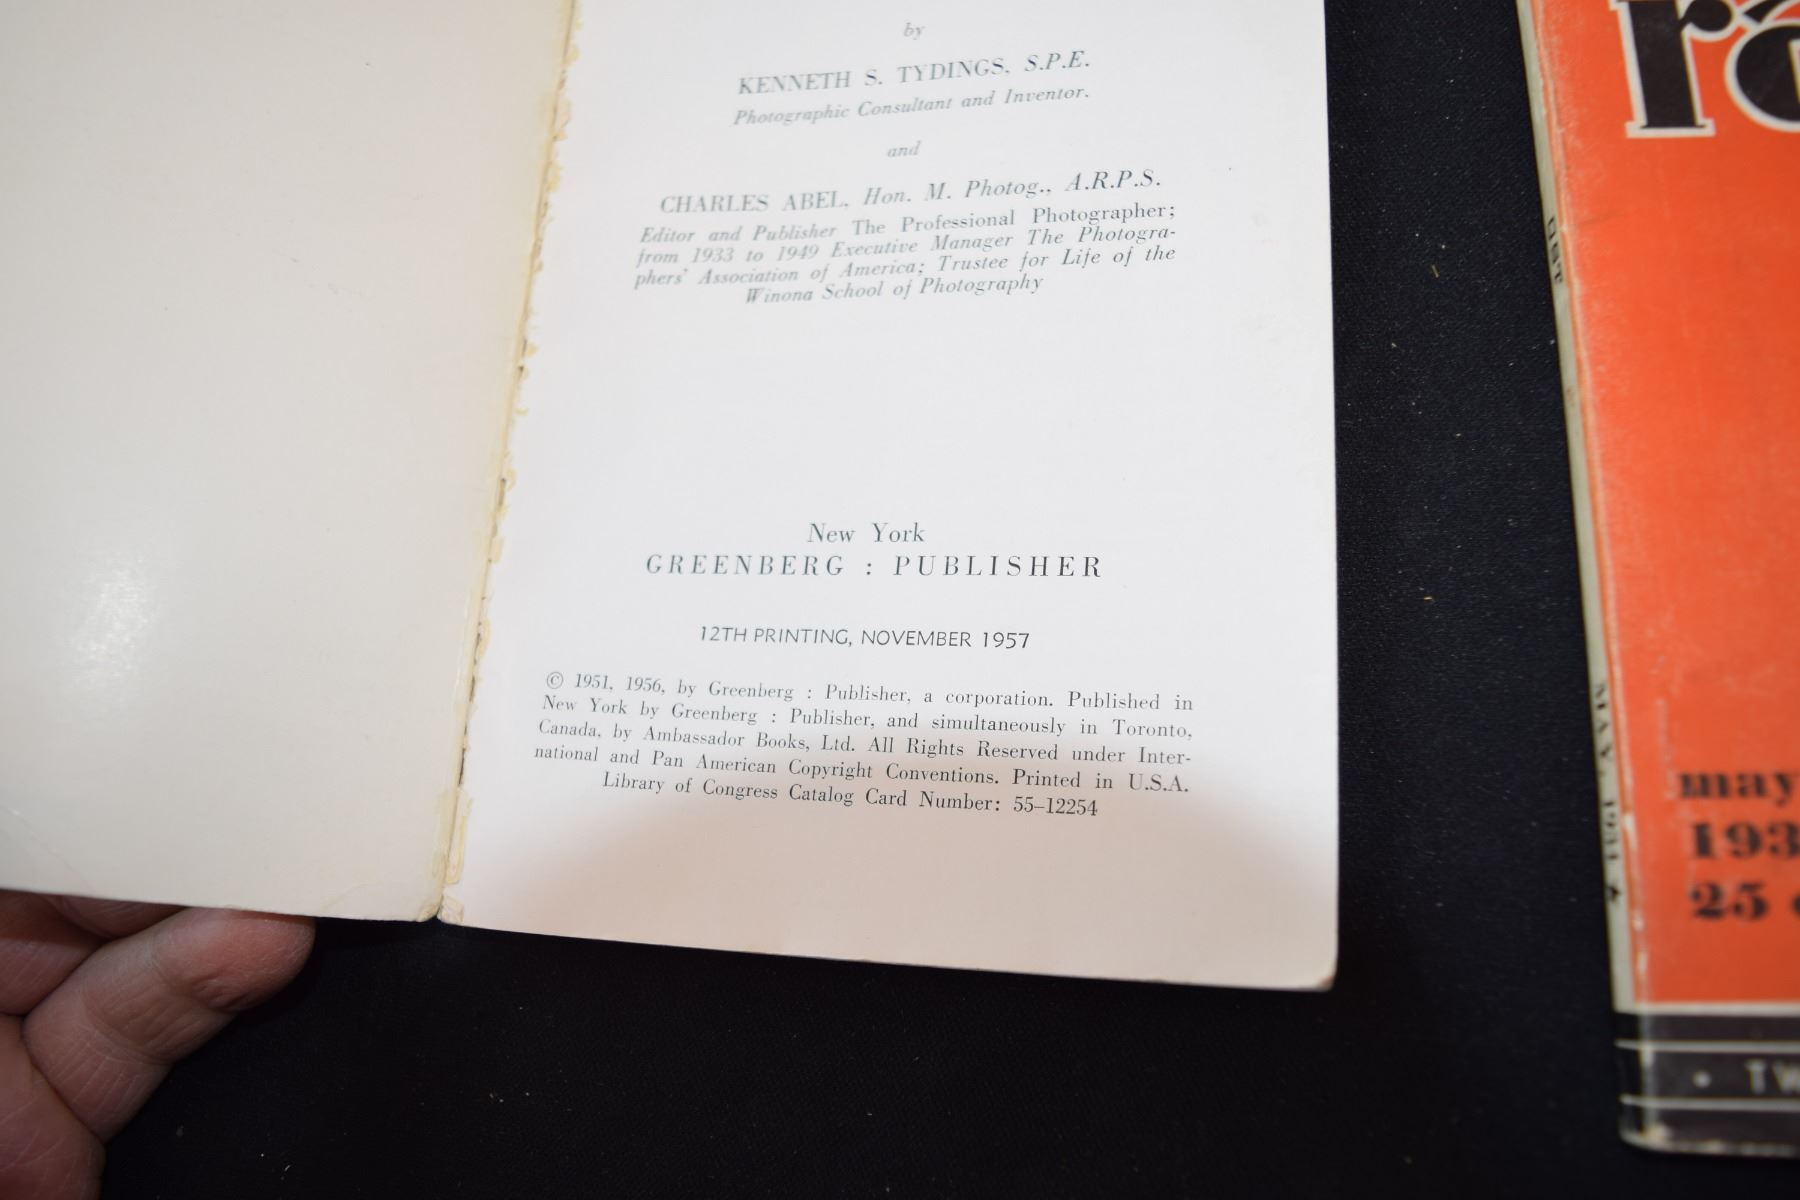 by
KENNETH S. TYDINGS, S.P.E.
Photographic Consultant and Inventor.
and
CHARLES ABEL, Hon. M. Photog., A.R.P.S.
Editor and Publisher The Professional Photographer;
from 1933 to 1949 Executive Manager The Photogra-
phers' Association of America; Trustee for Life of the
Winona School of Photography
New York
GREENBERG : PUBLISHER
12TH PRINTING, NOVEMBER 1957
© 1951, 1956, by Greenberg : Publisher, a corporation. Published in
New York by Greenberg : Publisher, and simultaneously in Toronto,
Canada, by Ambassador Books, Ltd. All Rights Reserved under Inter-
national and Pan American Copyright Conventions. Printed in U.S.A.
Library of Congress Catalog Card Number: 55-12254
QST
may
193
25